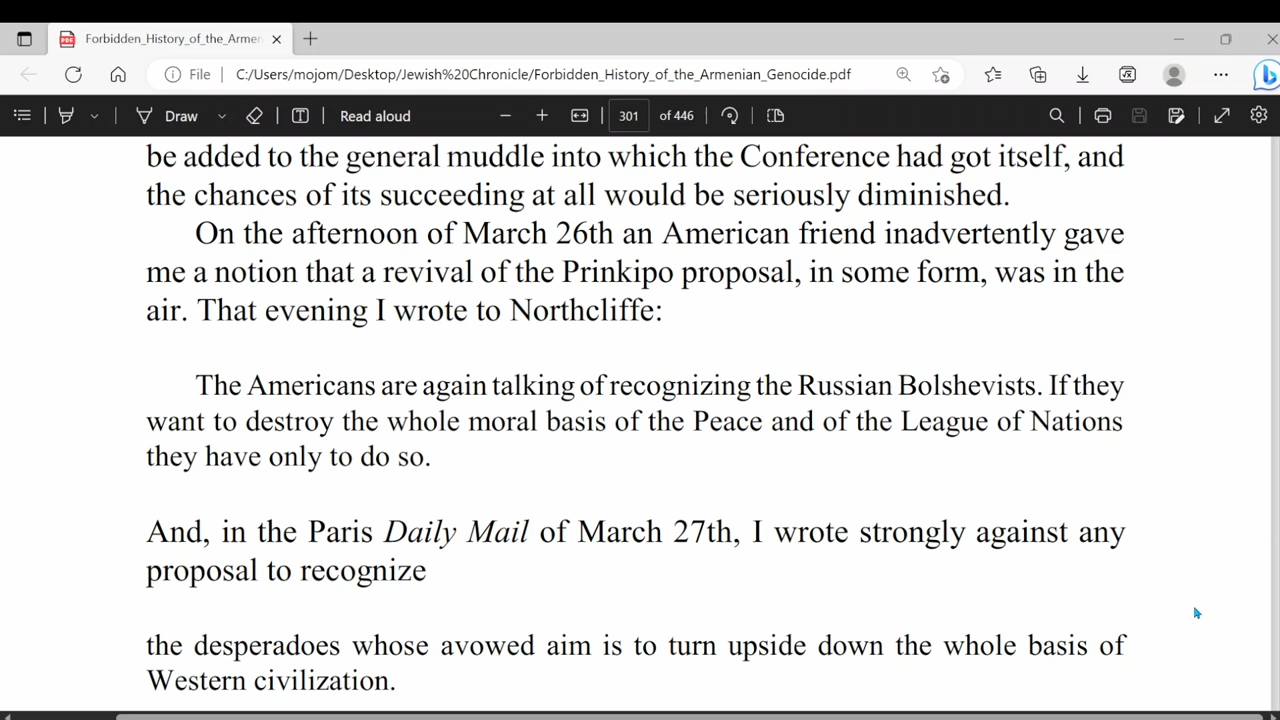 Forbidden_History_of_the_Armen
File C:/Users/mojom/Desktop/Jewish%20Chronicle/Forbidden_History_of_the_Armenian_Genocide.pdf
Draw Read aloud 301 of 446
be added to the general muddle into which the Conference had got itself, and
the chances of its succeeding at all would be seriously diminished.
On the afternoon of March 26th an American friend inadvertently gave
me a notion that a revival of the Prinkipo proposal, in some form, was in the
air. That evening I wrote to Northcliffe:
The Americans are again talking of recognizing the Russian Bolshevists. If they
want to destroy the whole moral basis of the Peace and of the League of Nations
they have only to do so.
And, in the Paris Daily Mail of March 27th, I wrote strongly against any
proposal to recognize
the desperadoes whose avowed aim is to turn upside down the whole basis of
Western civilization.